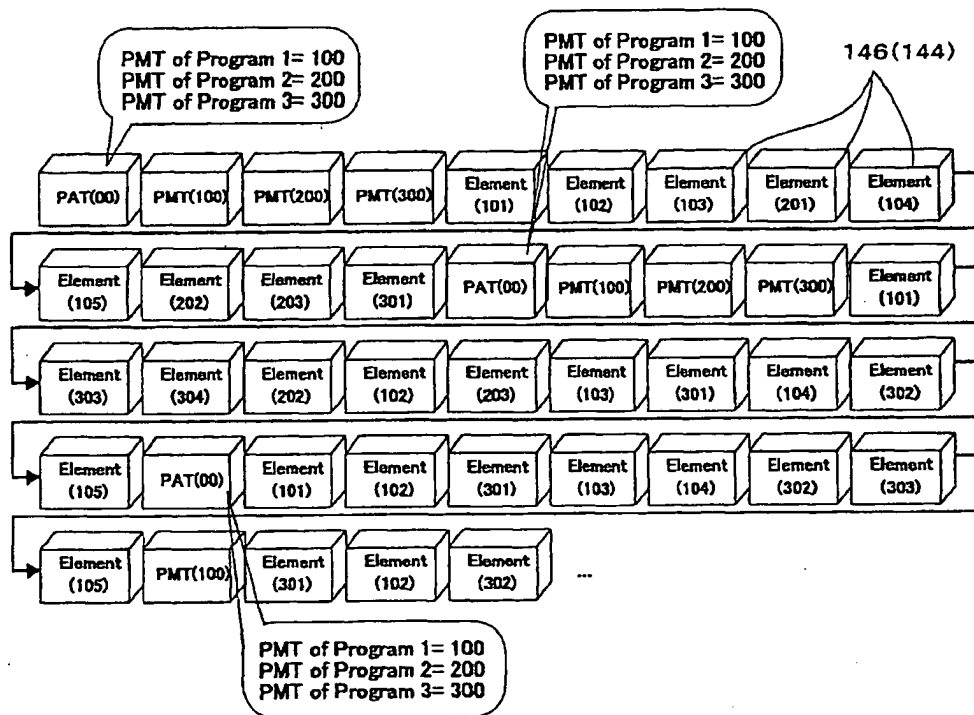 PMT of Program 1= 100
PMT of Program 2= 200
PMT of Program 3= 300
PMT of Program 1= 100
PMT of Program 2= 200
PMT of Program 3= 300
146(144)
PAT(00) PMT(100) PMT(200) PMT(300) Element (101) Element (102) Element (103) Element (201) Element (104)
Element (105) Element (202) Element (203) Element (301) PAT(00) PMT(100) PMT(200) PMT(300) Element (101)
Element (303) Element (304) Element (202) Element (102) Element (203) Element (103) Element (301) Element (104) Element (302)
Element (105) PAT(00) Element (101) Element (102) Element (301) Element (103) Element (104) Element (302) Element (303)
Element (105) PMT(100) Element (301) Element (102) Element (302) ...
PMT of Program 1= 100
PMT of Program 2= 200
PMT of Program 3= 300